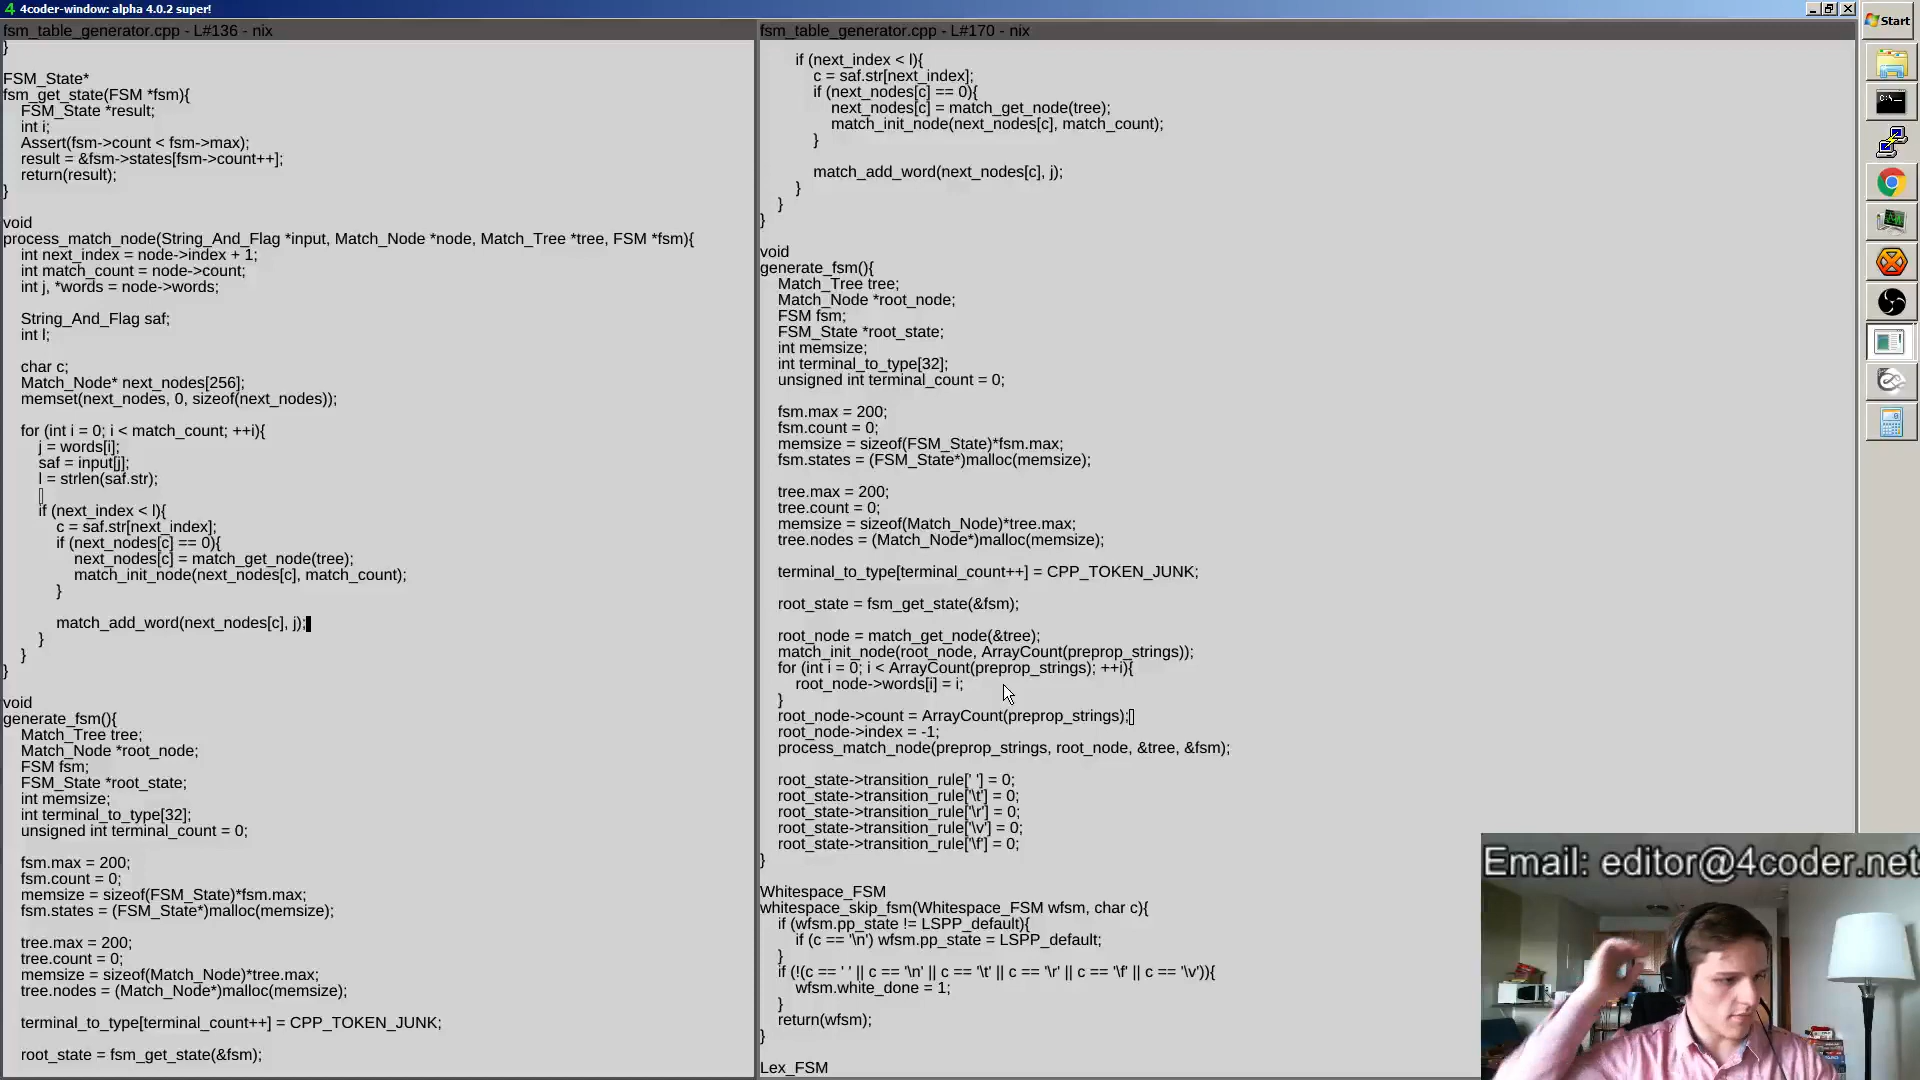 4coder-window: alpha 4.0.2 super!
fsm_table_generator.cpp - L#136 - nix
}
FSM_State*
fsm_get_state(FSM *fsm){
FSM_State *result;
int i;
Assert(fsm->count < fsm->max);
result = &fsm->states[fsm->count++];
return(result);
}
void
process_match_node(String_And_Flag *input, Match_Node *node, Match_Tree *tree, FSM *fsm){
int next_index = node->index + 1;
int match_count = node->count;
int j, *words = node->words;
String_And_Flag saf;
int l;
char c;
Match_Node* next_nodes[256];
memset(next_nodes, 0, sizeof(next_nodes));
for (int i = 0; i < match_count; ++i){
j = words[i];
saf = input[j];
l = strlen(saf.str);
if (next_index < l){
c = saf.str[next_index];
if (next_nodes[c] == 0){
next_nodes[c] = match_get_node(tree);
match_init_node(next_nodes[c], match_count);
}
match_add_word(next_nodes[c], j);
}
}
}
void
generate_fsm(){
Match_Tree tree;
Match_Node *root_node;
FSM fsm;
FSM_State *root_state;
int memsize;
int terminal_to_type[32];
unsigned int terminal_count = 0;
fsm.max = 200;
fsm.count = 0;
memsize = sizeof(FSM_State)*fsm.max;
fsm.states = (FSM_State*)malloc(memsize);
tree.max = 200;
tree.count = 0;
memsize = sizeof(Match_Node)*tree.max;
tree.nodes = (Match_Node*)malloc(memsize);
terminal_to_type[terminal_count++] = CPP_TOKEN_JUNK;
root_state = fsm_get_state(&fsm);
fsm_table_generator.cpp - L#170 - nix
if (next_index < l){
c = saf.str[next_index];
if (next_nodes[c] == 0){
next_nodes[c] = match_get_node(tree);
match_init_node(next_nodes[c], match_count);
}
match_add_word(next_nodes[c], j);
}
}
}
void
generate_fsm(){
Match_Tree tree;
Match_Node *root_node;
FSM fsm;
FSM_State *root_state;
int memsize;
int terminal_to_type[32];
unsigned int terminal_count = 0;
fsm.max = 200;
fsm.count = 0;
memsize = sizeof(FSM_State)*fsm.max;
fsm.states = (FSM_State*)malloc(memsize);
tree.max = 200;
tree.count = 0;
memsize = sizeof(Match_Node)*tree.max;
tree.nodes = (Match_Node*)malloc(memsize);
terminal_to_type[terminal_count++] = CPP_TOKEN_JUNK;
root_state = fsm_get_state(&fsm);
root_node = match_get_node(&tree);
match_init_node(root_node, ArrayCount(preprop_strings));
for (int i = 0; i < ArrayCount(preprop_strings); ++i){
root_node->words[i] = i;
}
root_node->count = ArrayCount(preprop_strings);
root_node->index = -1;
process_match_node(preprop_strings, root_node, &tree, &fsm);
root_state->transition_rule[' '] = 0;
root_state->transition_rule['\t'] = 0;
root_state->transition_rule['\r'] = 0;
root_state->transition_rule['\v'] = 0;
root_state->transition_rule['\f'] = 0;
}
Whitespace_FSM
whitespace_skip_fsm(Whitespace_FSM wfsm, char c){
if (wfsm.pp_state != LSPP_default){
if (c == '\n') wfsm.pp_state = LSPP_default;
}
if (!(c == ' ' || c == '\n' || c == '\t' || c == '\r' || c == '\f' || c == '\v')){
wfsm.white_done = 1;
}
return(wfsm);
}
Lex_FSM
Start
Email: editor@4coder.net